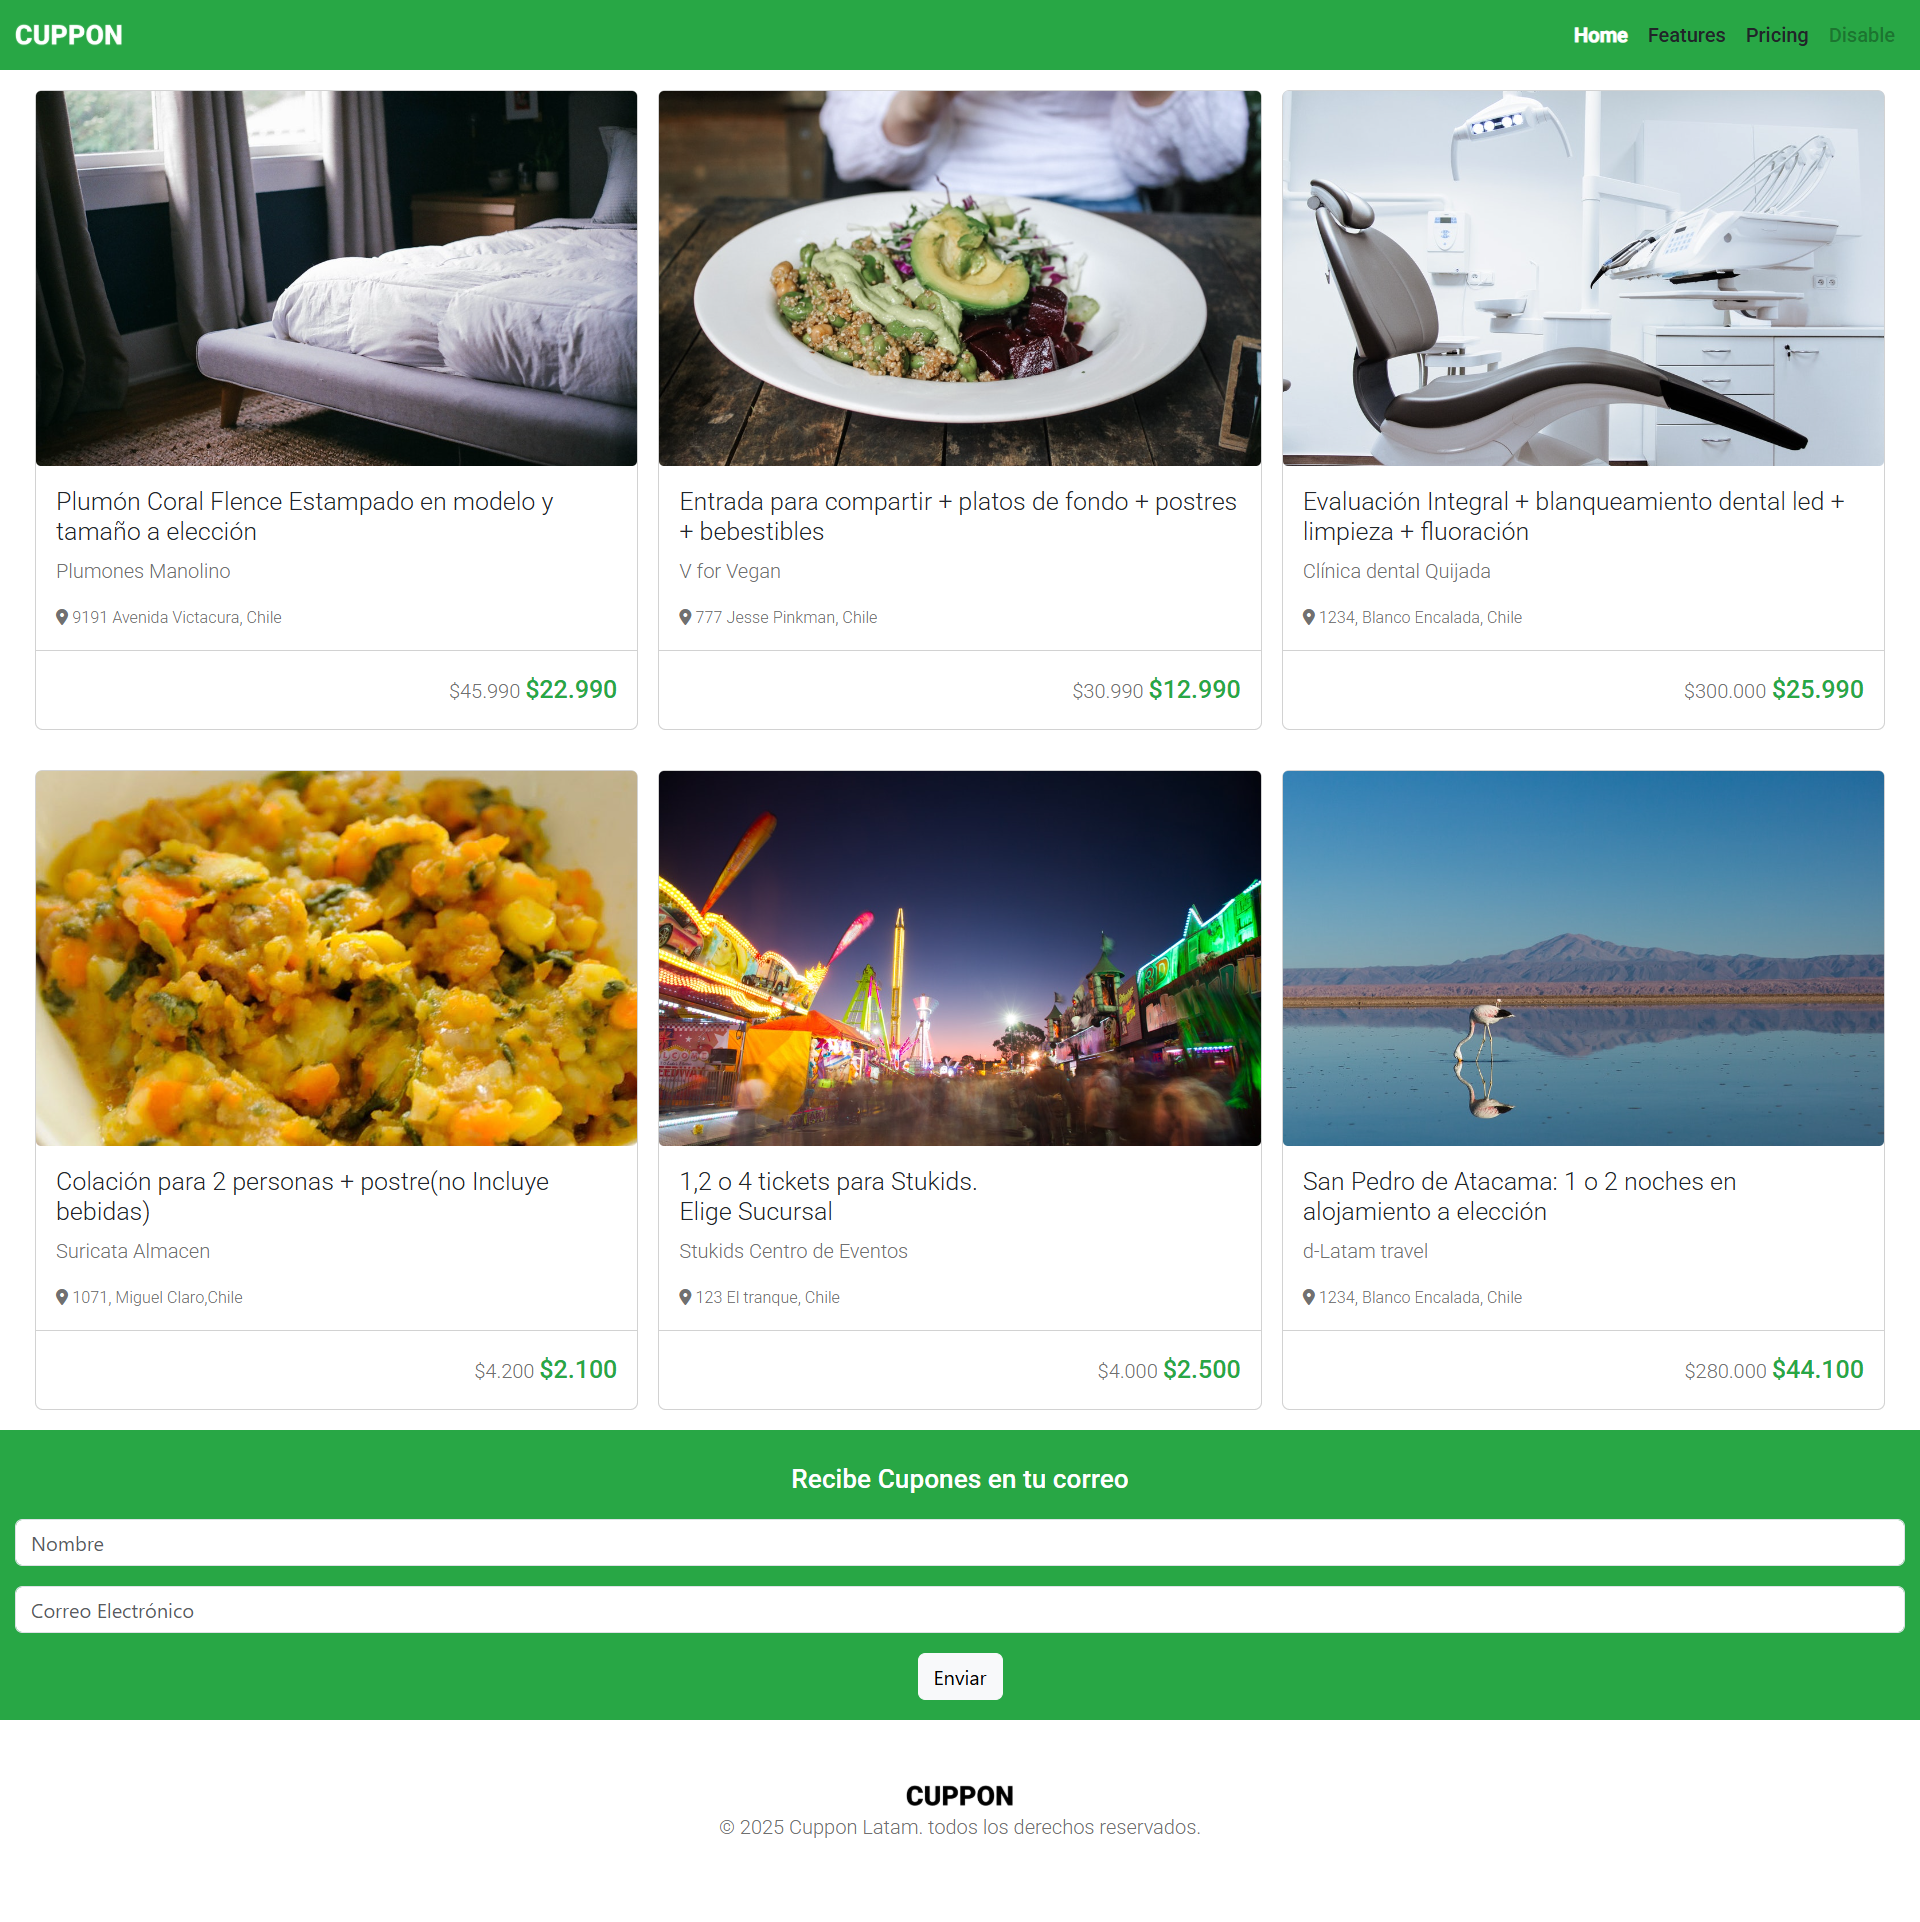 CUPPON
Home Features Pricing Disable
Plumón Coral Flence Estampado en modelo y
tamaño a elección
Plumones Manolino
9191 Avenida Victacura, Chile
$45.990 $22.990
Entrada para compartir + platos de fondo + postres
+ bebestibles
V for Vegan
777 Jesse Pinkman, Chile
$30.990 $12.990
Evaluación Integral + blanqueamiento dental led +
limpieza + fluoración
Clínica dental Quijada
1234, Blanco Encalada, Chile
$300.000 $25.990
Colación para 2 personas + postre(no Incluye
bebidas)
Suricata Almacen
1071, Miguel Claro,Chile
$4.200 $2.100
1,2 o 4 tickets para Stukids.
Elige Sucursal
Stukids Centro de Eventos
123 El tranque, Chile
$4.000 $2.500
San Pedro de Atacama: 1 o 2 noches en
alojamiento a elección
d-Latam travel
1234, Blanco Encalada, Chile
$280.000 $44.100
Recibe Cupones en tu correo
Nombre
Correo Electrónico
Enviar
CUPPON
© 2025 Cuppon Latam. todos los derechos reservados.